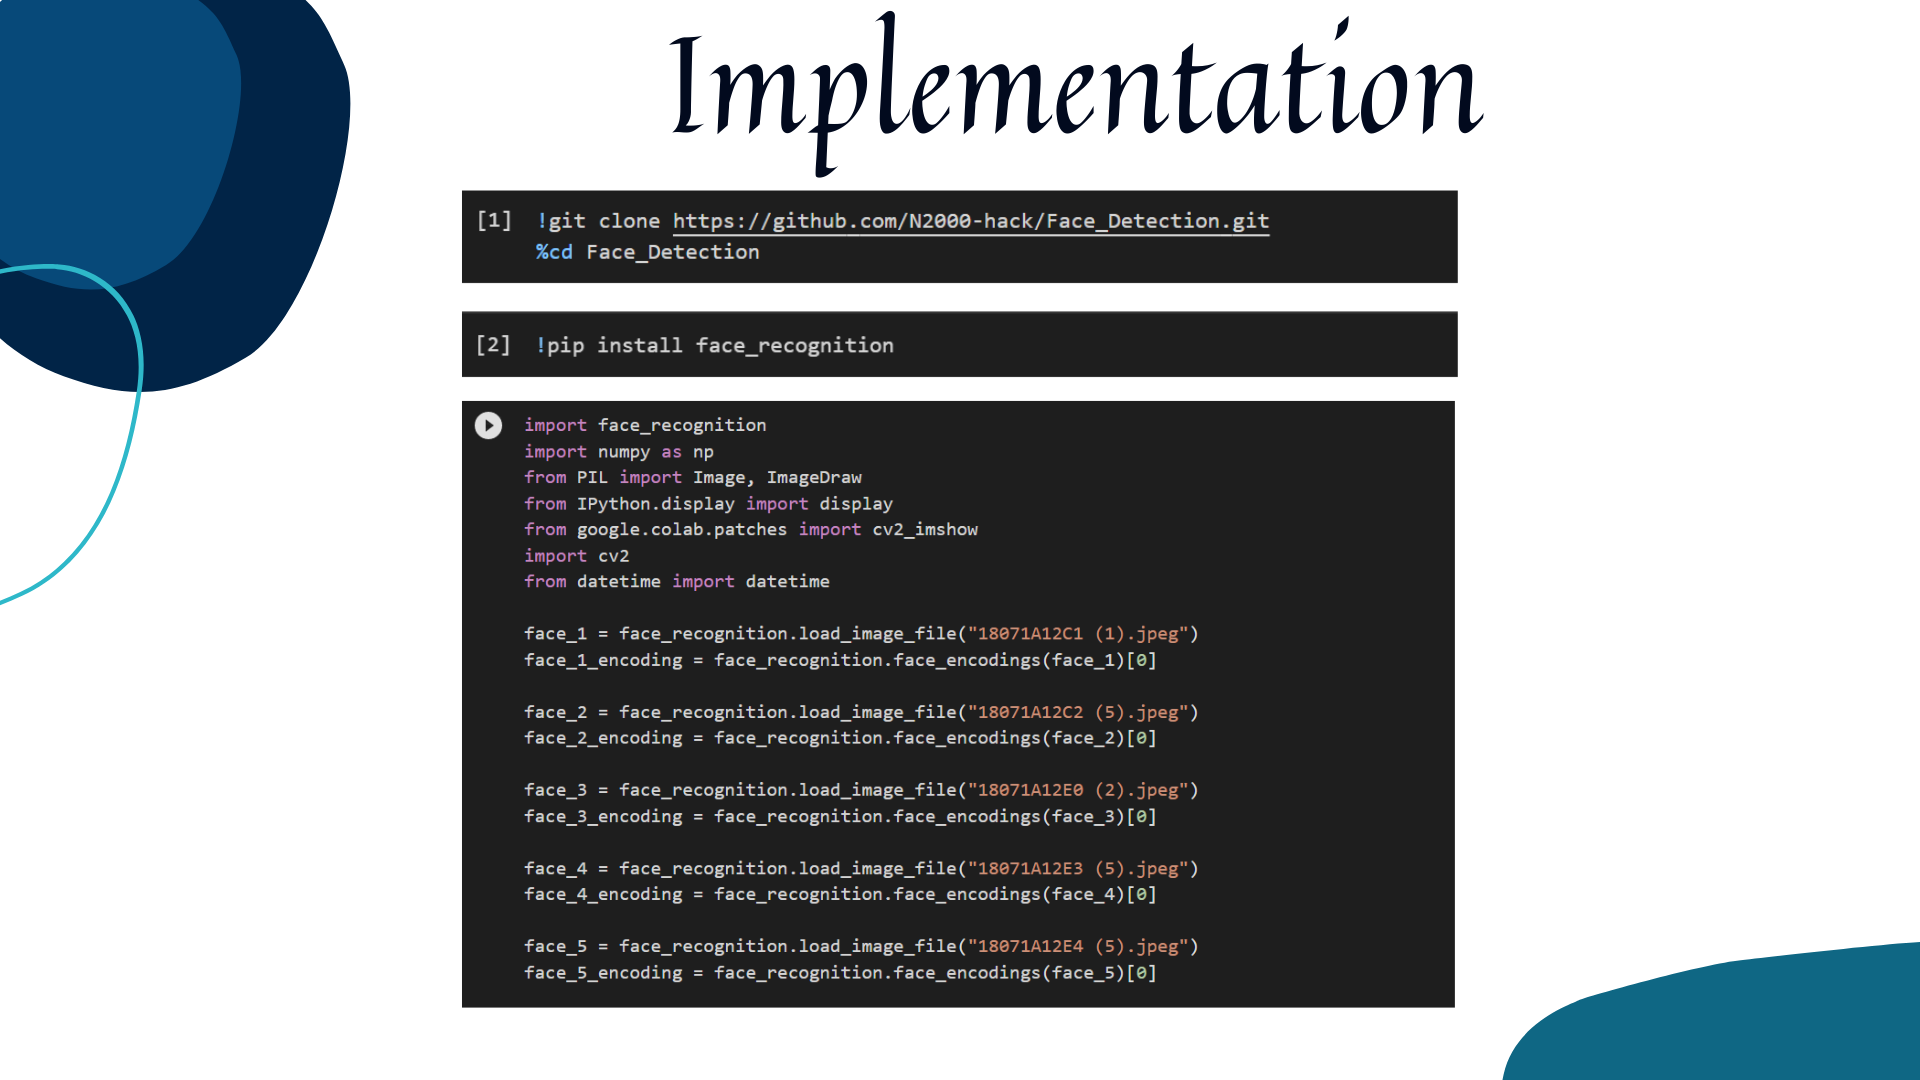 Implementation
[1] !git clone https://github.com/N2000-hack/Face_Detection.git
%cd Face_Detection
[2] !pip install face_recognition
import face_recognition
import numpy as np
from PIL import Image, ImageDraw
from IPython.display import display
from google.colab.patches import cv2_imshow
import cv2
from datetime import datetime
face_1 = face_recognition.load_image_file("18071A12C1 (1).jpeg")
face_1_encoding = face_recognition.face_encodings(face_1)[0]
face_2 = face_recognition.load_image_file("18071A12C2 (5).jpeg")
face_2_encoding = face_recognition.face_encodings(face_2)[0]
face_3 = face_recognition.load_image_file("18071A12E0 (2).jpeg")
face_3_encoding = face_recognition.face_encodings(face_3)[0]
face_4 = face_recognition.load_image_file("18071A12E3 (5).jpeg")
face_4_encoding = face_recognition.face_encodings(face_4)[0]
face_5 = face_recognition.load_image_file("18071A12E4 (5).jpeg")
face_5_encoding = face_recognition.face_encodings(face_5)[0]